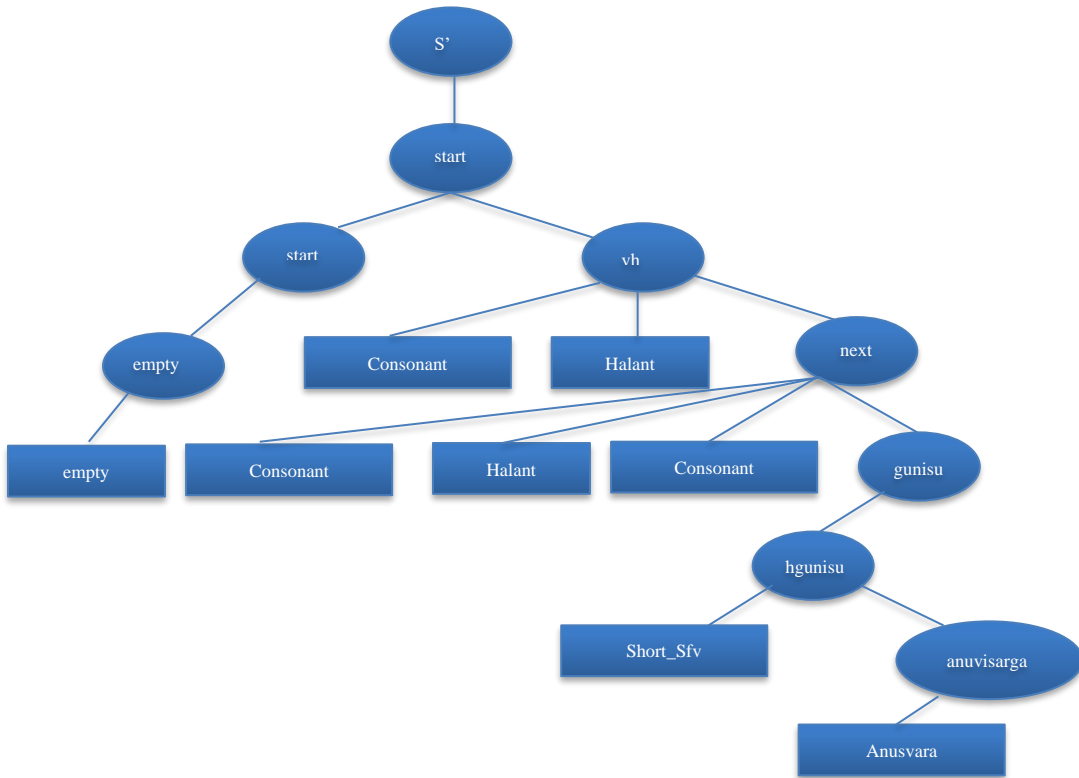 S’
start
start
vh
empty
Consonant
Halant
next
empty
Consonant
Halant
Consonant
gunisu
hgunisu
Short_Sfv
anuvisarga
Anusvara